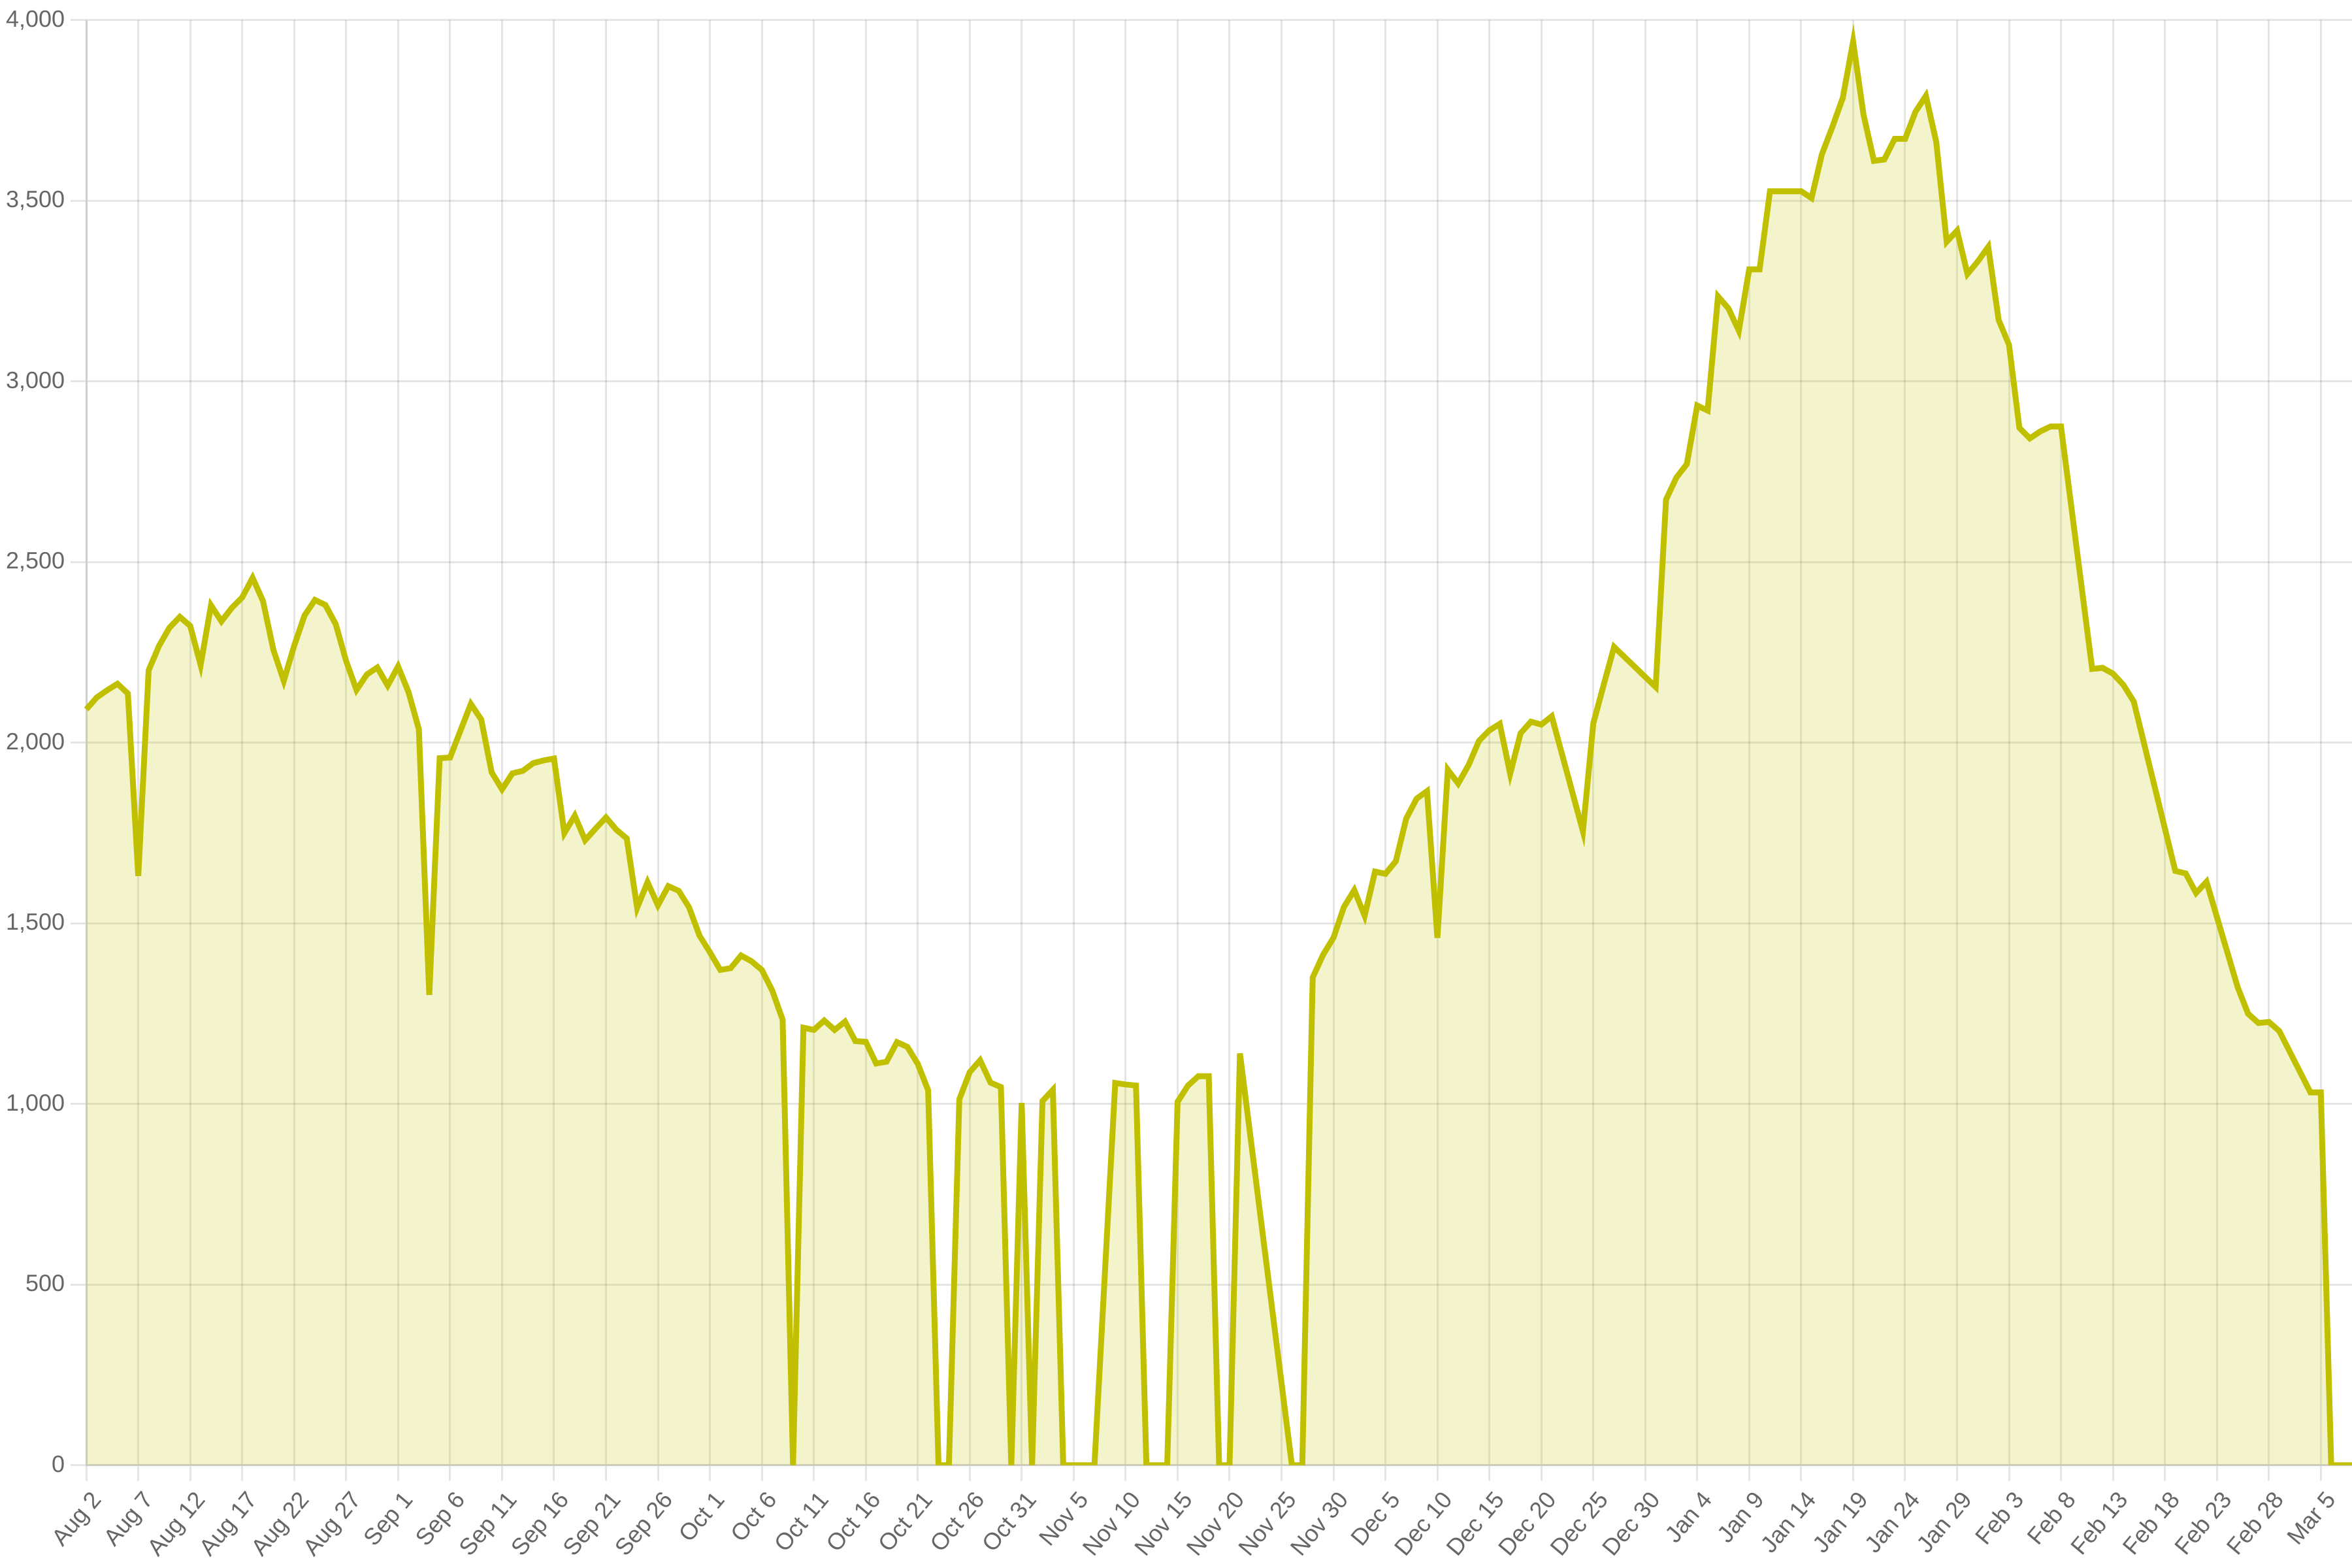 4,000
3,500
3,000
2,500
2,000
1,500
1,000
500
0
Aug 2
Aug 7
Aug 12
Aug 17
Aug 22
Aug 27
Sep 1
Sep 6
Sep 11
Sep 16
Sep 21
Sep 26
Oct 1
Oct 6
Oct 11
Oct 16
Oct 21
Oct 26
Oct 31
Nov 5
Nov 10
Nov 15
Nov 20
Nov 25
Nov 30
Dec 5
Dec 10
Dec 15
Dec 20
Dec 25
Dec 30
Jan 4
Jan 9
Jan 14
Jan 19
Jan 24
Jan 29
Feb 3
Feb 8
Feb 13
Feb 18
Feb 23
Feb 28
Mar 5